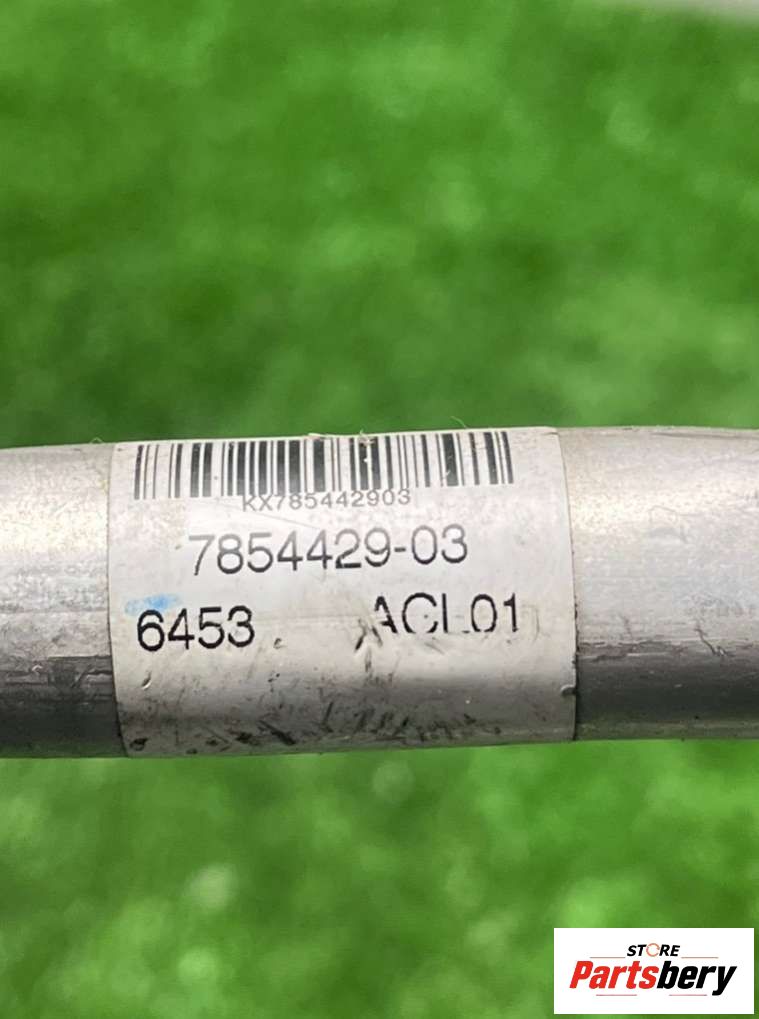 KX785442903
7854429-03
6453 ACL01
STORE
Partsbery